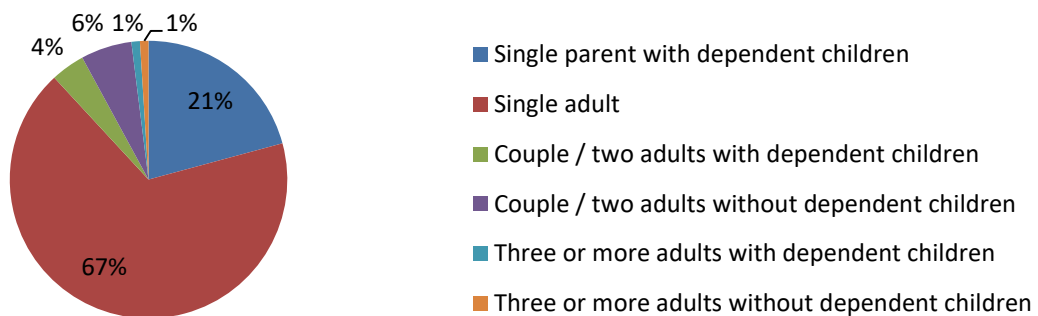 6% 1% 1%
4%
21%
67%
Single parent with dependent children
Single adult
Couple / two adults with dependent children
Couple / two adults without dependent children
Three or more adults with dependent children
Three or more adults without dependent children